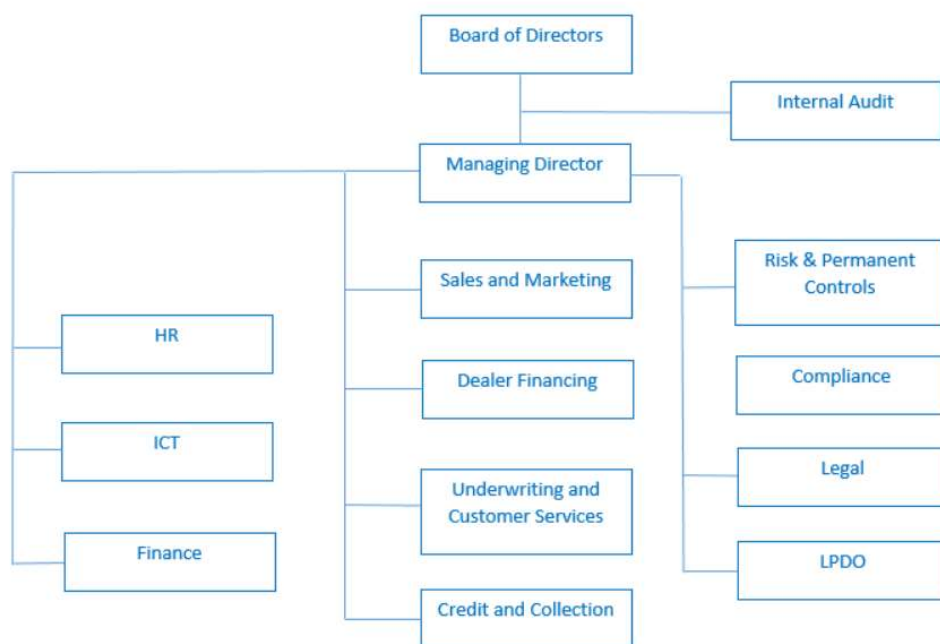 Board of Directors
Internal Audit
Managing Director
Sales and Marketing
Risk & Permanent
Controls
HR
Dealer Financing
Compliance
ICT
Legal
Underwriting and
Customer Services
Finance
LPDO
Credit and Collection